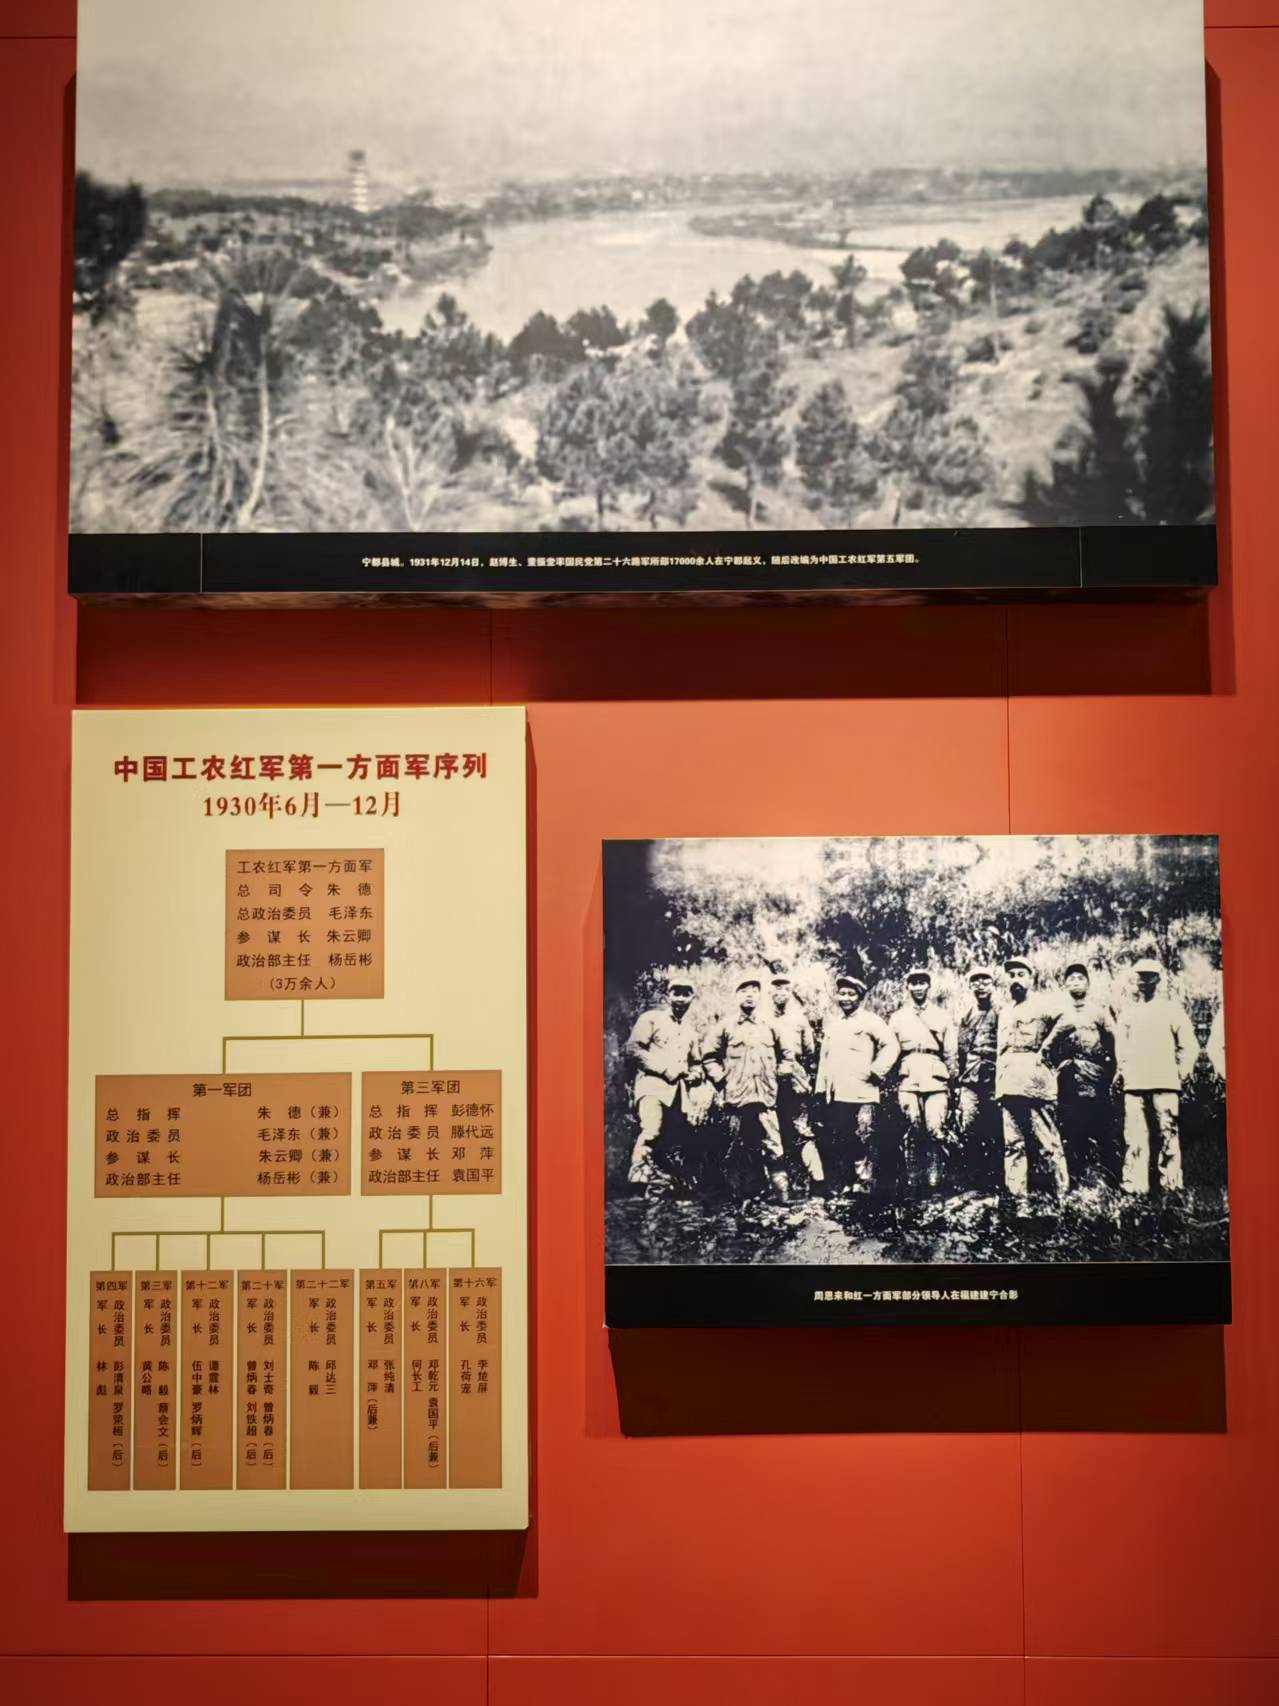 宁都县城。1931年12月14日，赵博生、董振堂率国民党第二十六路军所部17000余人在宁都起义，随后改编为中国工农红军第五军团。
中国工农红军第一方面军序列
1930年6月—12月
工农红军第一方面军
总司令 朱德
总政治委员 毛泽东
参谋长 朱云卿
政治部主任 杨岳彬
（3万余人）
第一军团
总指挥 朱德（兼）
政治委员 毛泽东（兼）
参谋长 朱云卿（兼）
政治部主任 杨岳彬（兼）
第三军团
总指挥 彭德怀
政治委员 滕代远
参谋长 邓萍
政治部主任 袁国平
第四军
军长 林彪
政治委员 彭清泉 罗荣桓（后）
第三军
军长 黄公略
政治委员 陈毅 蔡会文（后）
第十二军
军长 伍中豪 罗炳辉（后）
政治委员 谭震林
第二十军
军长 曾炳春 刘铁超（后）
政治委员 刘士奇 曾炳春（后）
第二十二军
军长 陈毅
政治委员 邱达三
第五军
军长 邓萍（后兼）
政治委员 张纯清
第八军
军长 何长工
政治委员 邓乾元 袁国平（后兼）
第十六军
军长 孔荷宠
政治委员 李楚屏
周恩来和红一方面军部分领导人在福建建宁合影